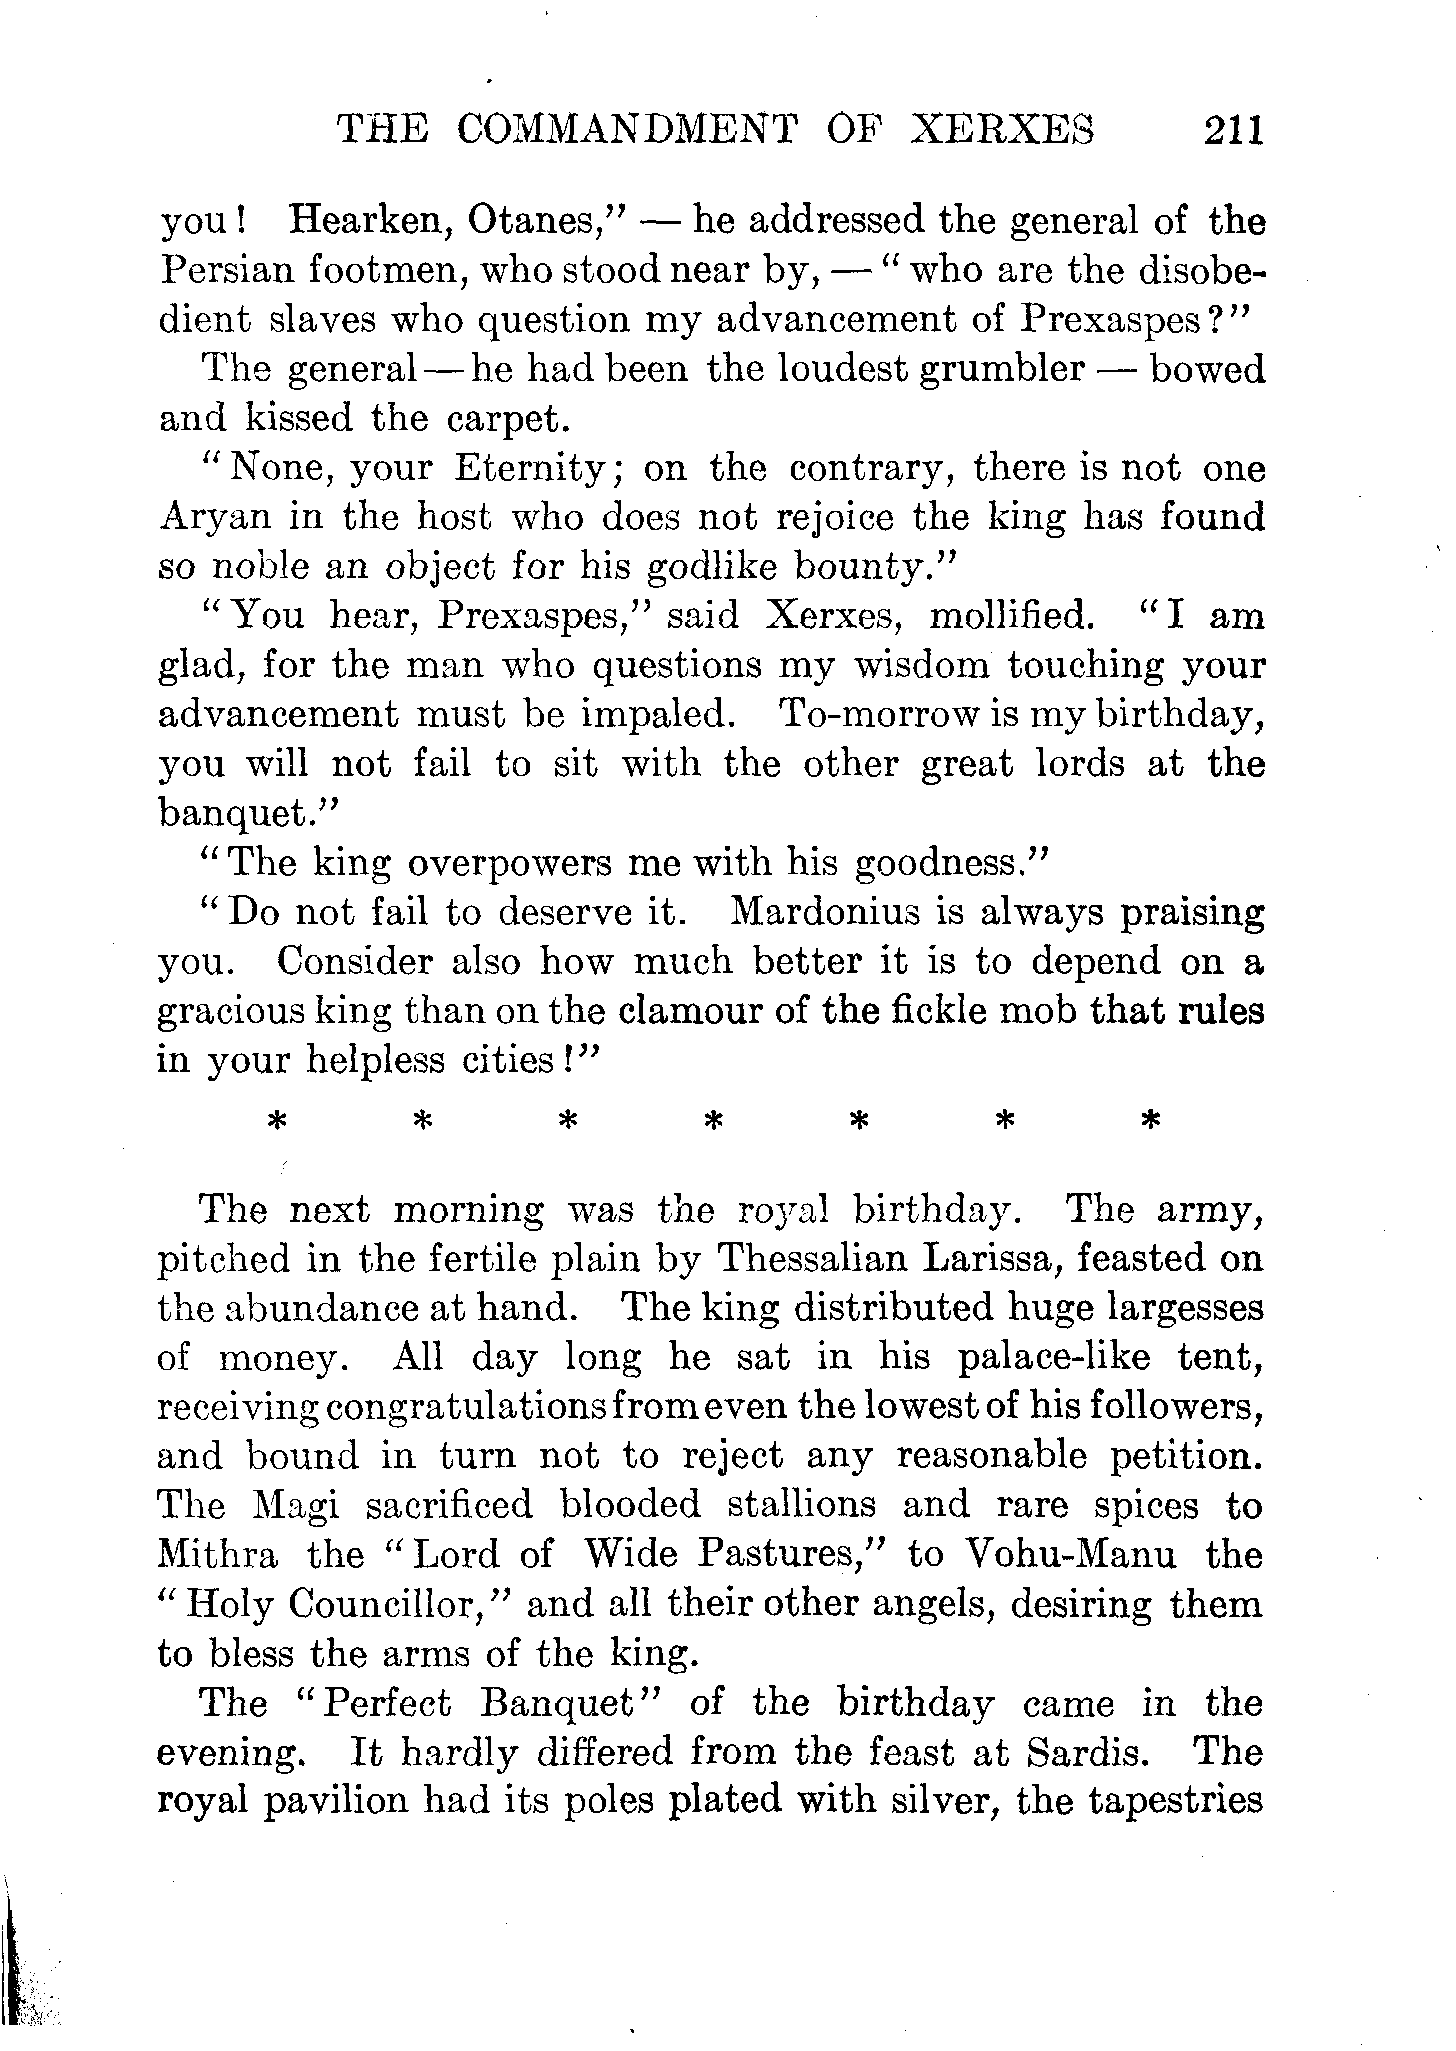 THE COMMANDMENT OF XERXES 211
you! Hearken, Otanes," — he addressed the general of the
Persian footmen, who stood near by, — "who are the disobe-
dient slaves who question my advancement of Prexaspes?"
The general—he had been the loudest grumbler — bowed
and kissed the carpet.
"None, your Eternity; on the contrary, there is not one
Aryan in the host who does not rejoice the king has found
so noble an object for his godlike bounty."
"You hear, Prexaspes," said Xerxes, mollified. "I am
glad, for the man who questions my wisdom touching your
advancement must be impaled. To-morrow is my birthday,
you will not fail to sit with the other great lords at the
banquet."
"The king overpowers me with his goodness."
"Do not fail to deserve it. Mardonius is always praising
you. Consider also how much better it is to depend on a
gracious king than on the clamour of the fickle mob that rules
in your helpless cities!"
* * * * * * *
The next morning was the royal birthday. The army,
pitched in the fertile plain by Thessalian Larissa, feasted on
the abundance at hand. The king distributed huge largesses
of money. All day long he sat in his palace-like tent,
receiving congratulations from even the lowest of his followers,
and bound in turn not to reject any reasonable petition.
The Magi sacrificed blooded stallions and rare spices to
Mithra the "Lord of Wide Pastures," to Vohu-Manu the
"Holy Councillor," and all their other angels, desiring them
to bless the arms of the king.
The "Perfect Banquet" of the birthday came in the
evening. It hardly differed from the feast at Sardis. The
royal pavilion had its poles plated with silver, the tapestries